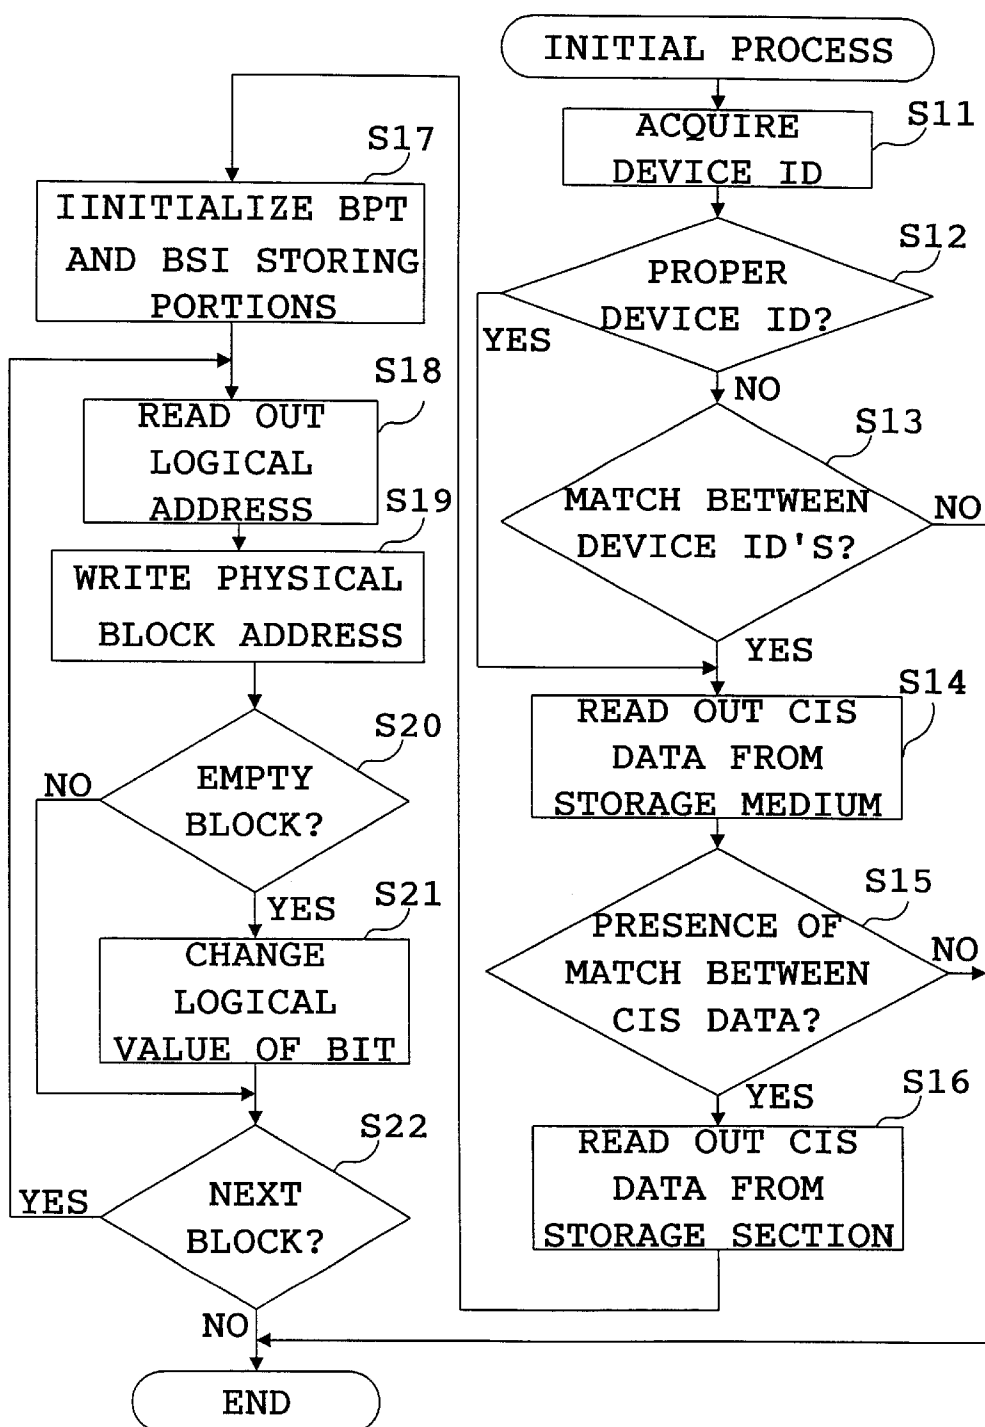 INITIAL PROCESS
S11
ACQUIRE
DEVICE ID
S12
PROPER
DEVICE ID?
YES
NO
S13
MATCH BETWEEN
DEVICE ID'S?
NO
YES
S14
READ OUT CIS
DATA FROM
STORAGE MEDIUM
S15
PRESENCE OF
MATCH BETWEEN
CIS DATA?
NO
YES
S16
READ OUT CIS
DATA FROM
STORAGE SECTION
S17
IINITIALIZE BPT
AND BSI STORING
PORTIONS
S18
READ OUT
LOGICAL
ADDRESS
S19
WRITE PHYSICAL
BLOCK ADDRESS
S20
EMPTY
BLOCK?
NO
YES
S21
CHANGE
LOGICAL
VALUE OF BIT
S22
NEXT
BLOCK?
YES
NO
END